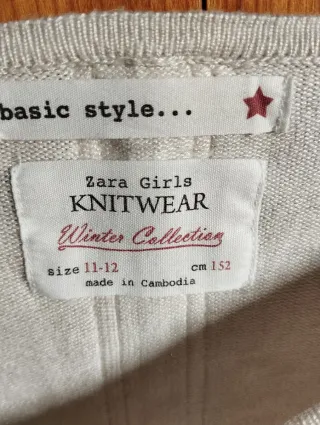 basic style...
Zara Girls
KNITWEAR
Winter Collection
size 11-12 cm 152
made in Cambodia